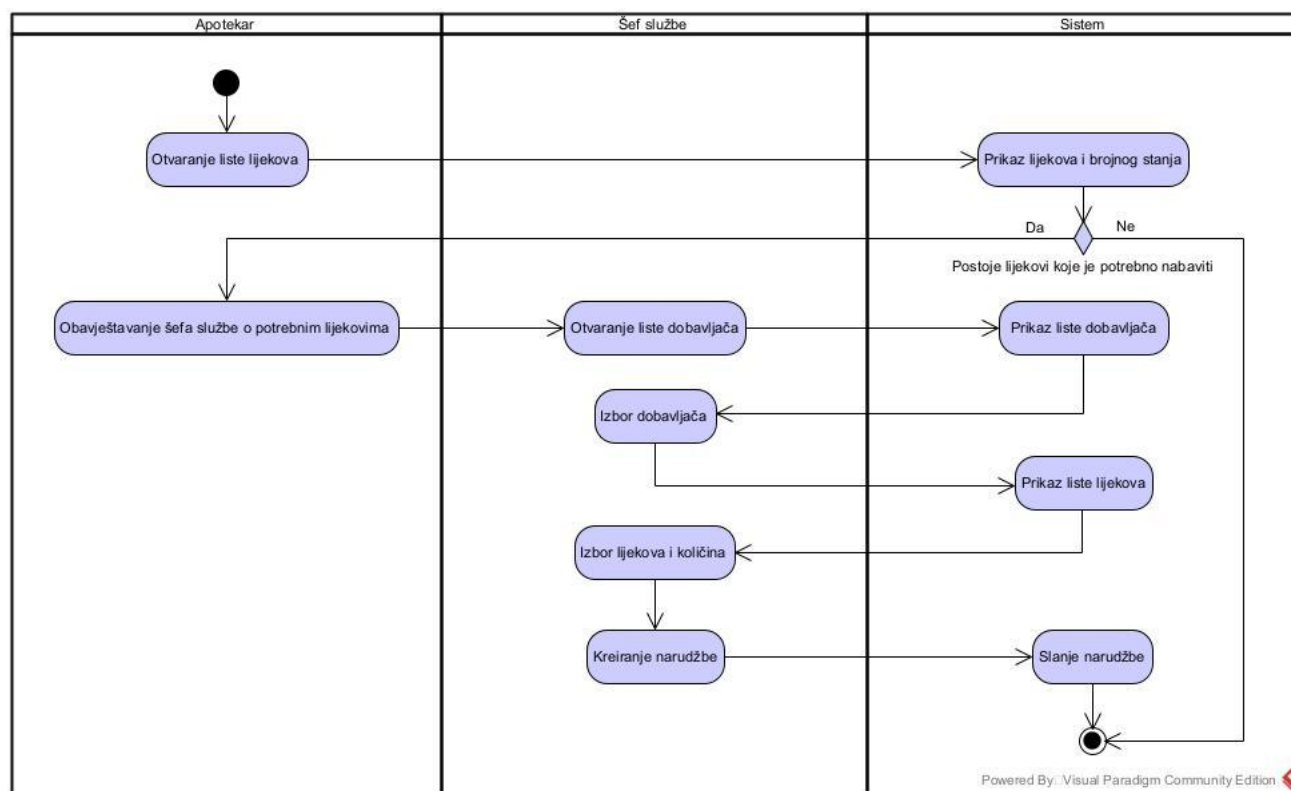 Apotekar
Šef službe
Sistem
Otvaranje liste lijekova
Prikaz lijekova i brojnog stanja
Da
Ne
Postoje lijekovi koje je potrebno nabaviti
Obavještavanje šefa službe o potrebnim lijekovima
Otvaranje liste dobavljača
Prikaz liste dobavljača
Izbor dobavljača
Prikaz liste lijekova
Izbor lijekova i količina
Kreiranje narudžbe
Slanje narudžbe
Powered By Visual Paradigm Community Edition